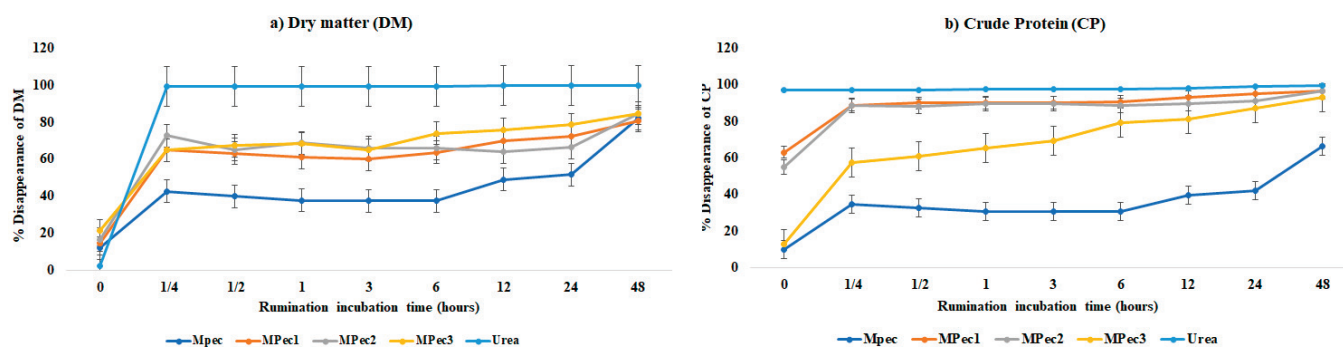 a) Dry matter (DM)
% Disappearance of DM
120
100
80
60
40
20
0
0 1/4 1/2 1 3 6 12 24 48
Rumination incubation time (hours)
Mpec MPec1 MPec2 MPec3 Urea
b) Crude Protein (CP)
% Disappearance of CP
120
100
80
60
40
20
0
0 1/4 1/2 1 3 6 12 24 48
Rumination incubation time (hours)
Mpec MPec1 MPec2 MPec3 Urea